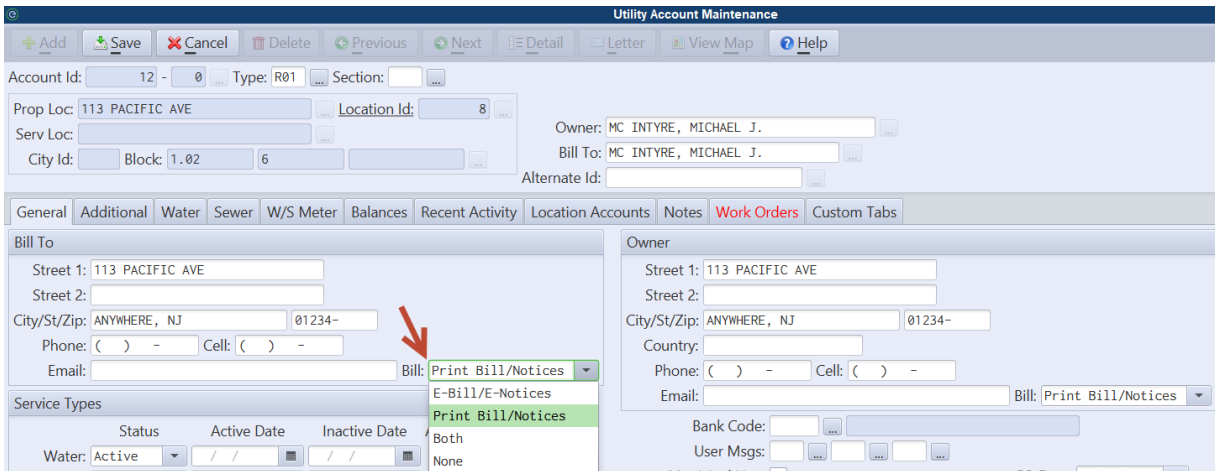 Utility Account Maintenance
Add Save Cancel Delete Previous Next Detail Letter View Map Help
Account Id: 12 - 0 ... Type: R01 ... Section: ...
Prop Loc: 113 PACIFIC AVE ... Location Id: 8 ...
Serv Loc: ...
Owner: MC INTYRE, MICHAEL J. ...
City Id: Block: 1.02 6 ...
Bill To: MC INTYRE, MICHAEL J. ...
Alternate Id: ...
General Additional Water Sewer W/S Meter Balances Recent Activity Location Accounts Notes Work Orders Custom Tabs
Bill To
Street 1: 113 PACIFIC AVE
Street 2:
City/St/Zip: ANYWHERE, NJ 01234-
Phone: ( ) - Cell: ( ) -
Email: Bill: Print Bill/Notices
E-Bill/E-Notices
Print Bill/Notices
Both
None
Service Types
Status Active Date Inactive Date
Water: Active / / / /
Owner
Street 1: 113 PACIFIC AVE
Street 2:
City/St/Zip: ANYWHERE, NJ 01234-
Country:
Phone: ( ) - Cell: ( ) -
Email: Bill: Print Bill/Notices
Bank Code: ...
User Msgs: ... ... ...